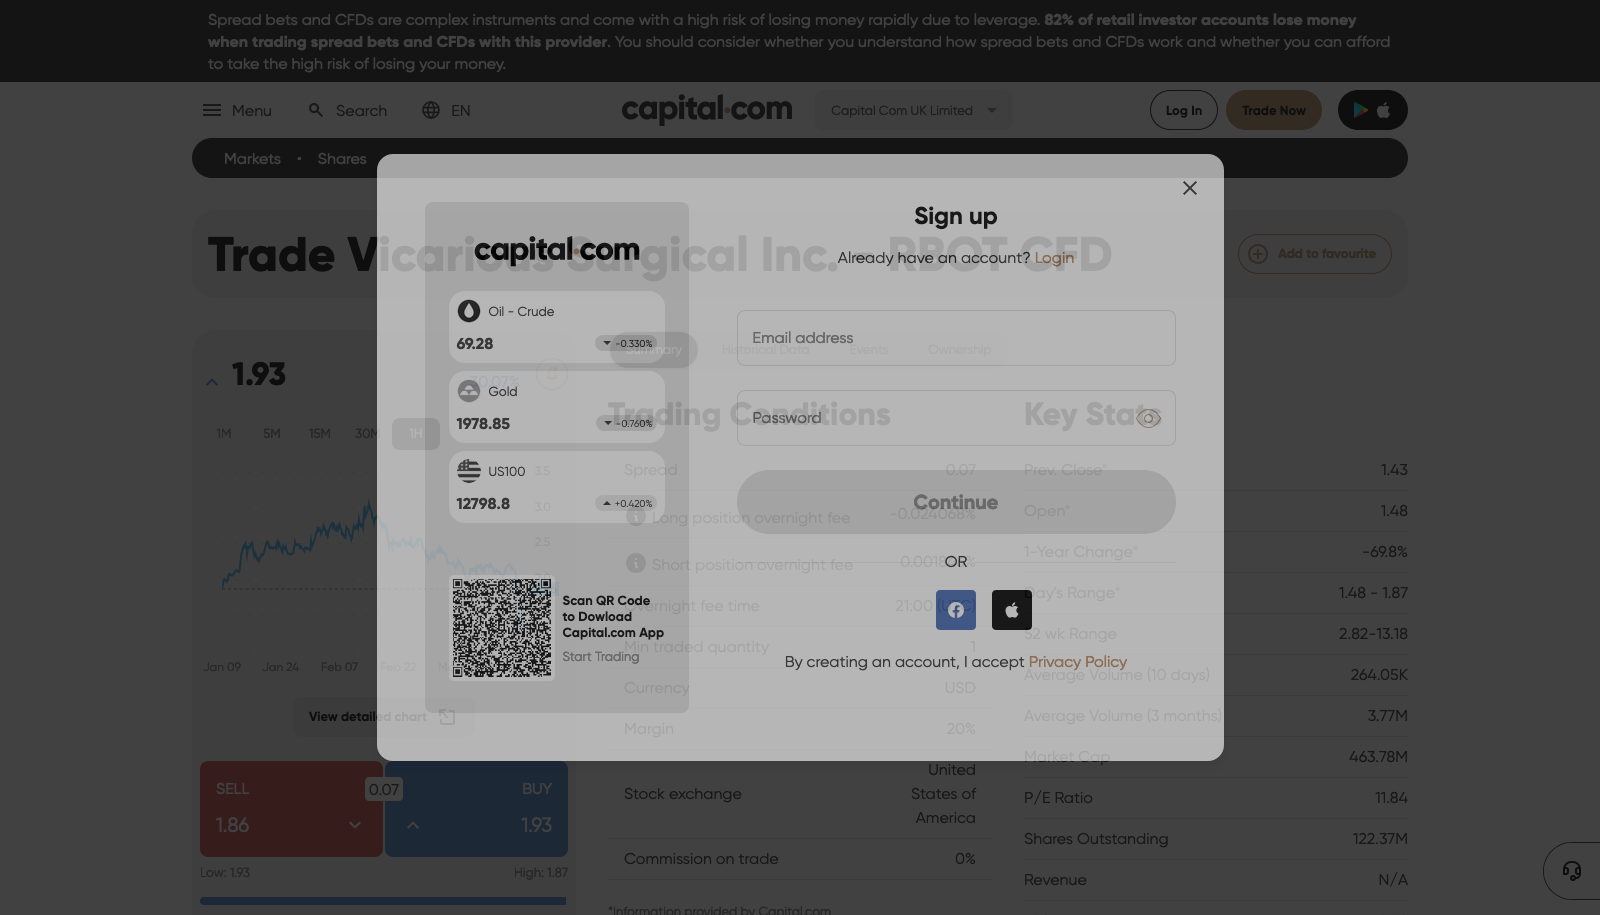 Spread bets and CFDs are complex instruments and come with a high risk of losing money rapidly due to leverage. 82% of retail investor accounts lose money
when trading spread bets and CFDs with this provider. You should consider whether you understand how spread bets and CFDs work and whether you can afford
to take the high risk of losing your money.
Menu
Search
EN
capital.com
Capital Com UK Limited
Log In
Trade Now
Markets • Shares
Trade Vicarious Surgical Inc. - RBOT CFD
Add to favourite
1.93
1M
5M
15M
30M
1H
3.5
3.0
2.5
Jan 09
Jan 24
Feb 07
Feb 22
View detailed chart
SELL
1.86
0.07
BUY
1.93
Low: 1.93
High: 1.87
Summary
Historical Data
Events
Ownership
Trading Conditions
Spread
0.07
Long position overnight fee
-0.024068%
Short position overnight fee
Overnight fee time
21:00 (UTC)
Min traded quantity
1
Currency
USD
Margin
20%
Stock exchange
United
States of
America
Commission on trade
0%
*Information provided by Capital.com
Key Stats
Prev. Close*
1.43
Open*
1.48
1-Year Change*
-69.8%
Day's Range*
1.48 - 1.87
52 wk Range
2.82-13.18
Average Volume (10 days)
264.05K
Average Volume (3 months)
3.77M
Market Cap
463.78M
P/E Ratio
11.84
Shares Outstanding
122.37M
Revenue
N/A
capital.com
Oil - Crude
69.28
-0.330%
Gold
1978.85
-0.760%
US100
12798.8
+0.420%
Scan QR Code
to Dowload
Capital.com App
Start Trading
Sign up
Already have an account? Login
Email address
Password
Continue
OR
By creating an account, I accept Privacy Policy